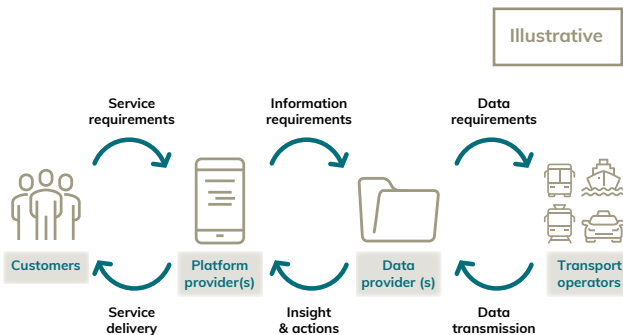 Illustrative
Service
requirements
Information
requirements
Data
requirements
Customers
Platform
provider(s)
Data
provider (s)
Transport
operators
Service
delivery
Insight
& actions
Data
transmission